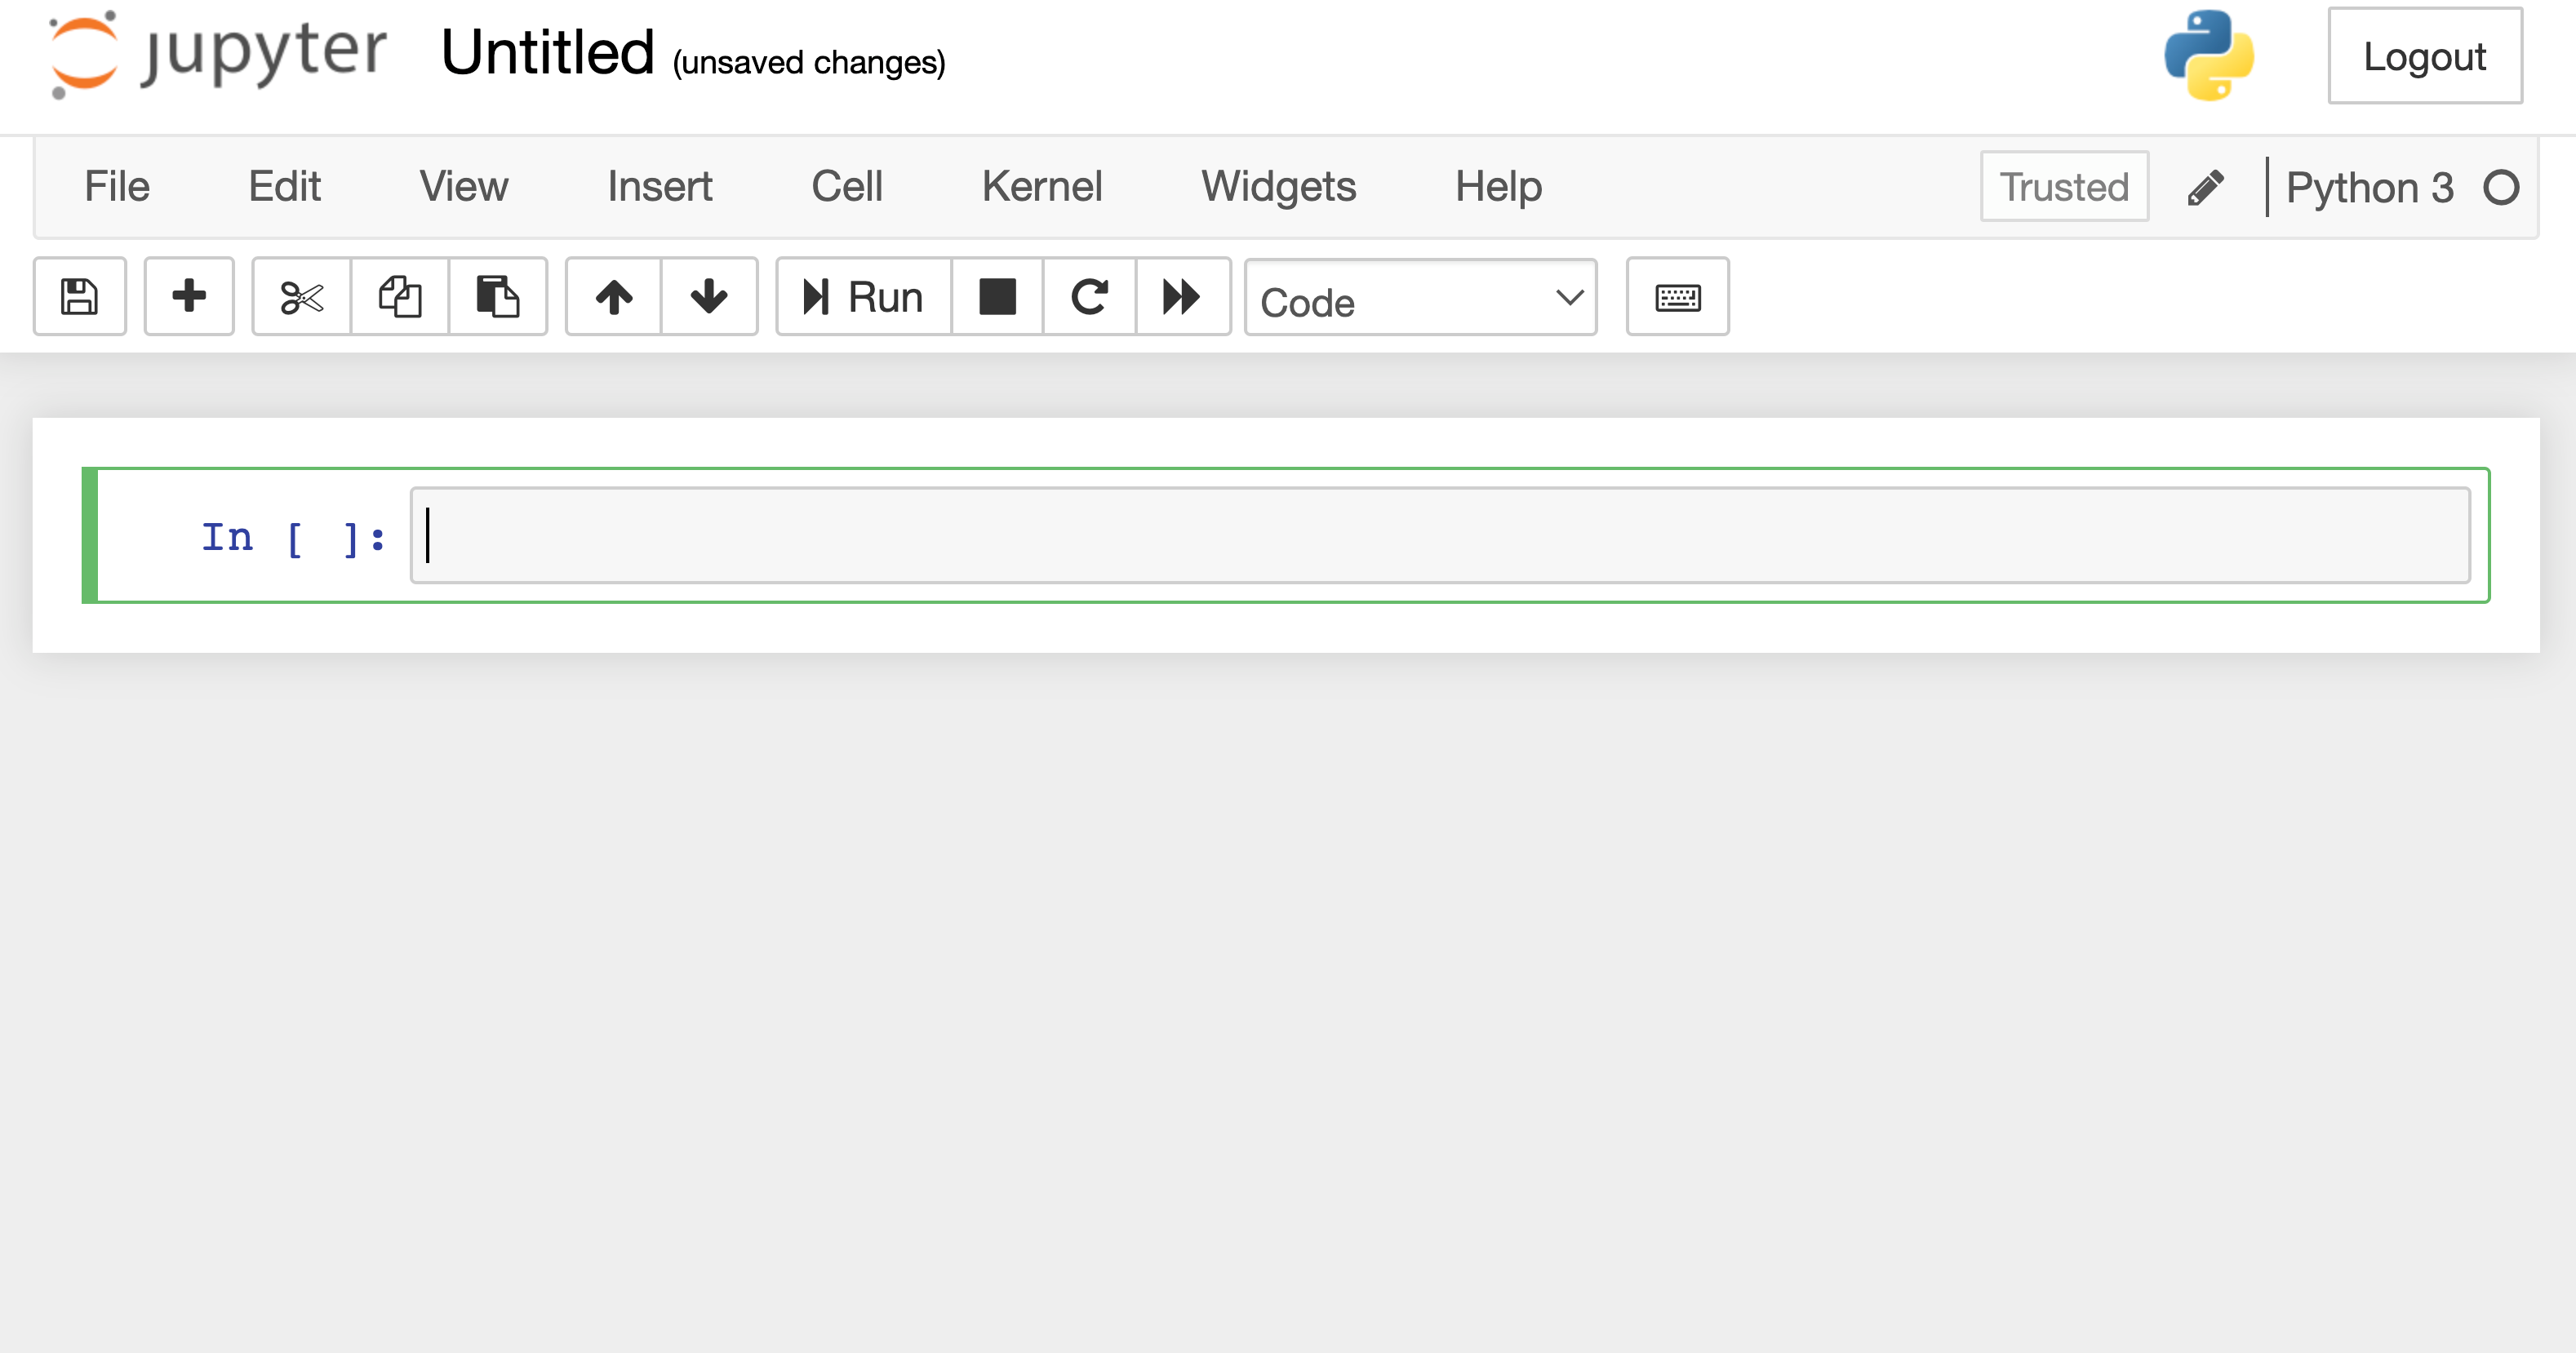 jupyter Untitled (unsaved changes) Logout
File Edit View Insert Cell Kernel Widgets Help Trusted Python 3
Run Code
In [ ]: